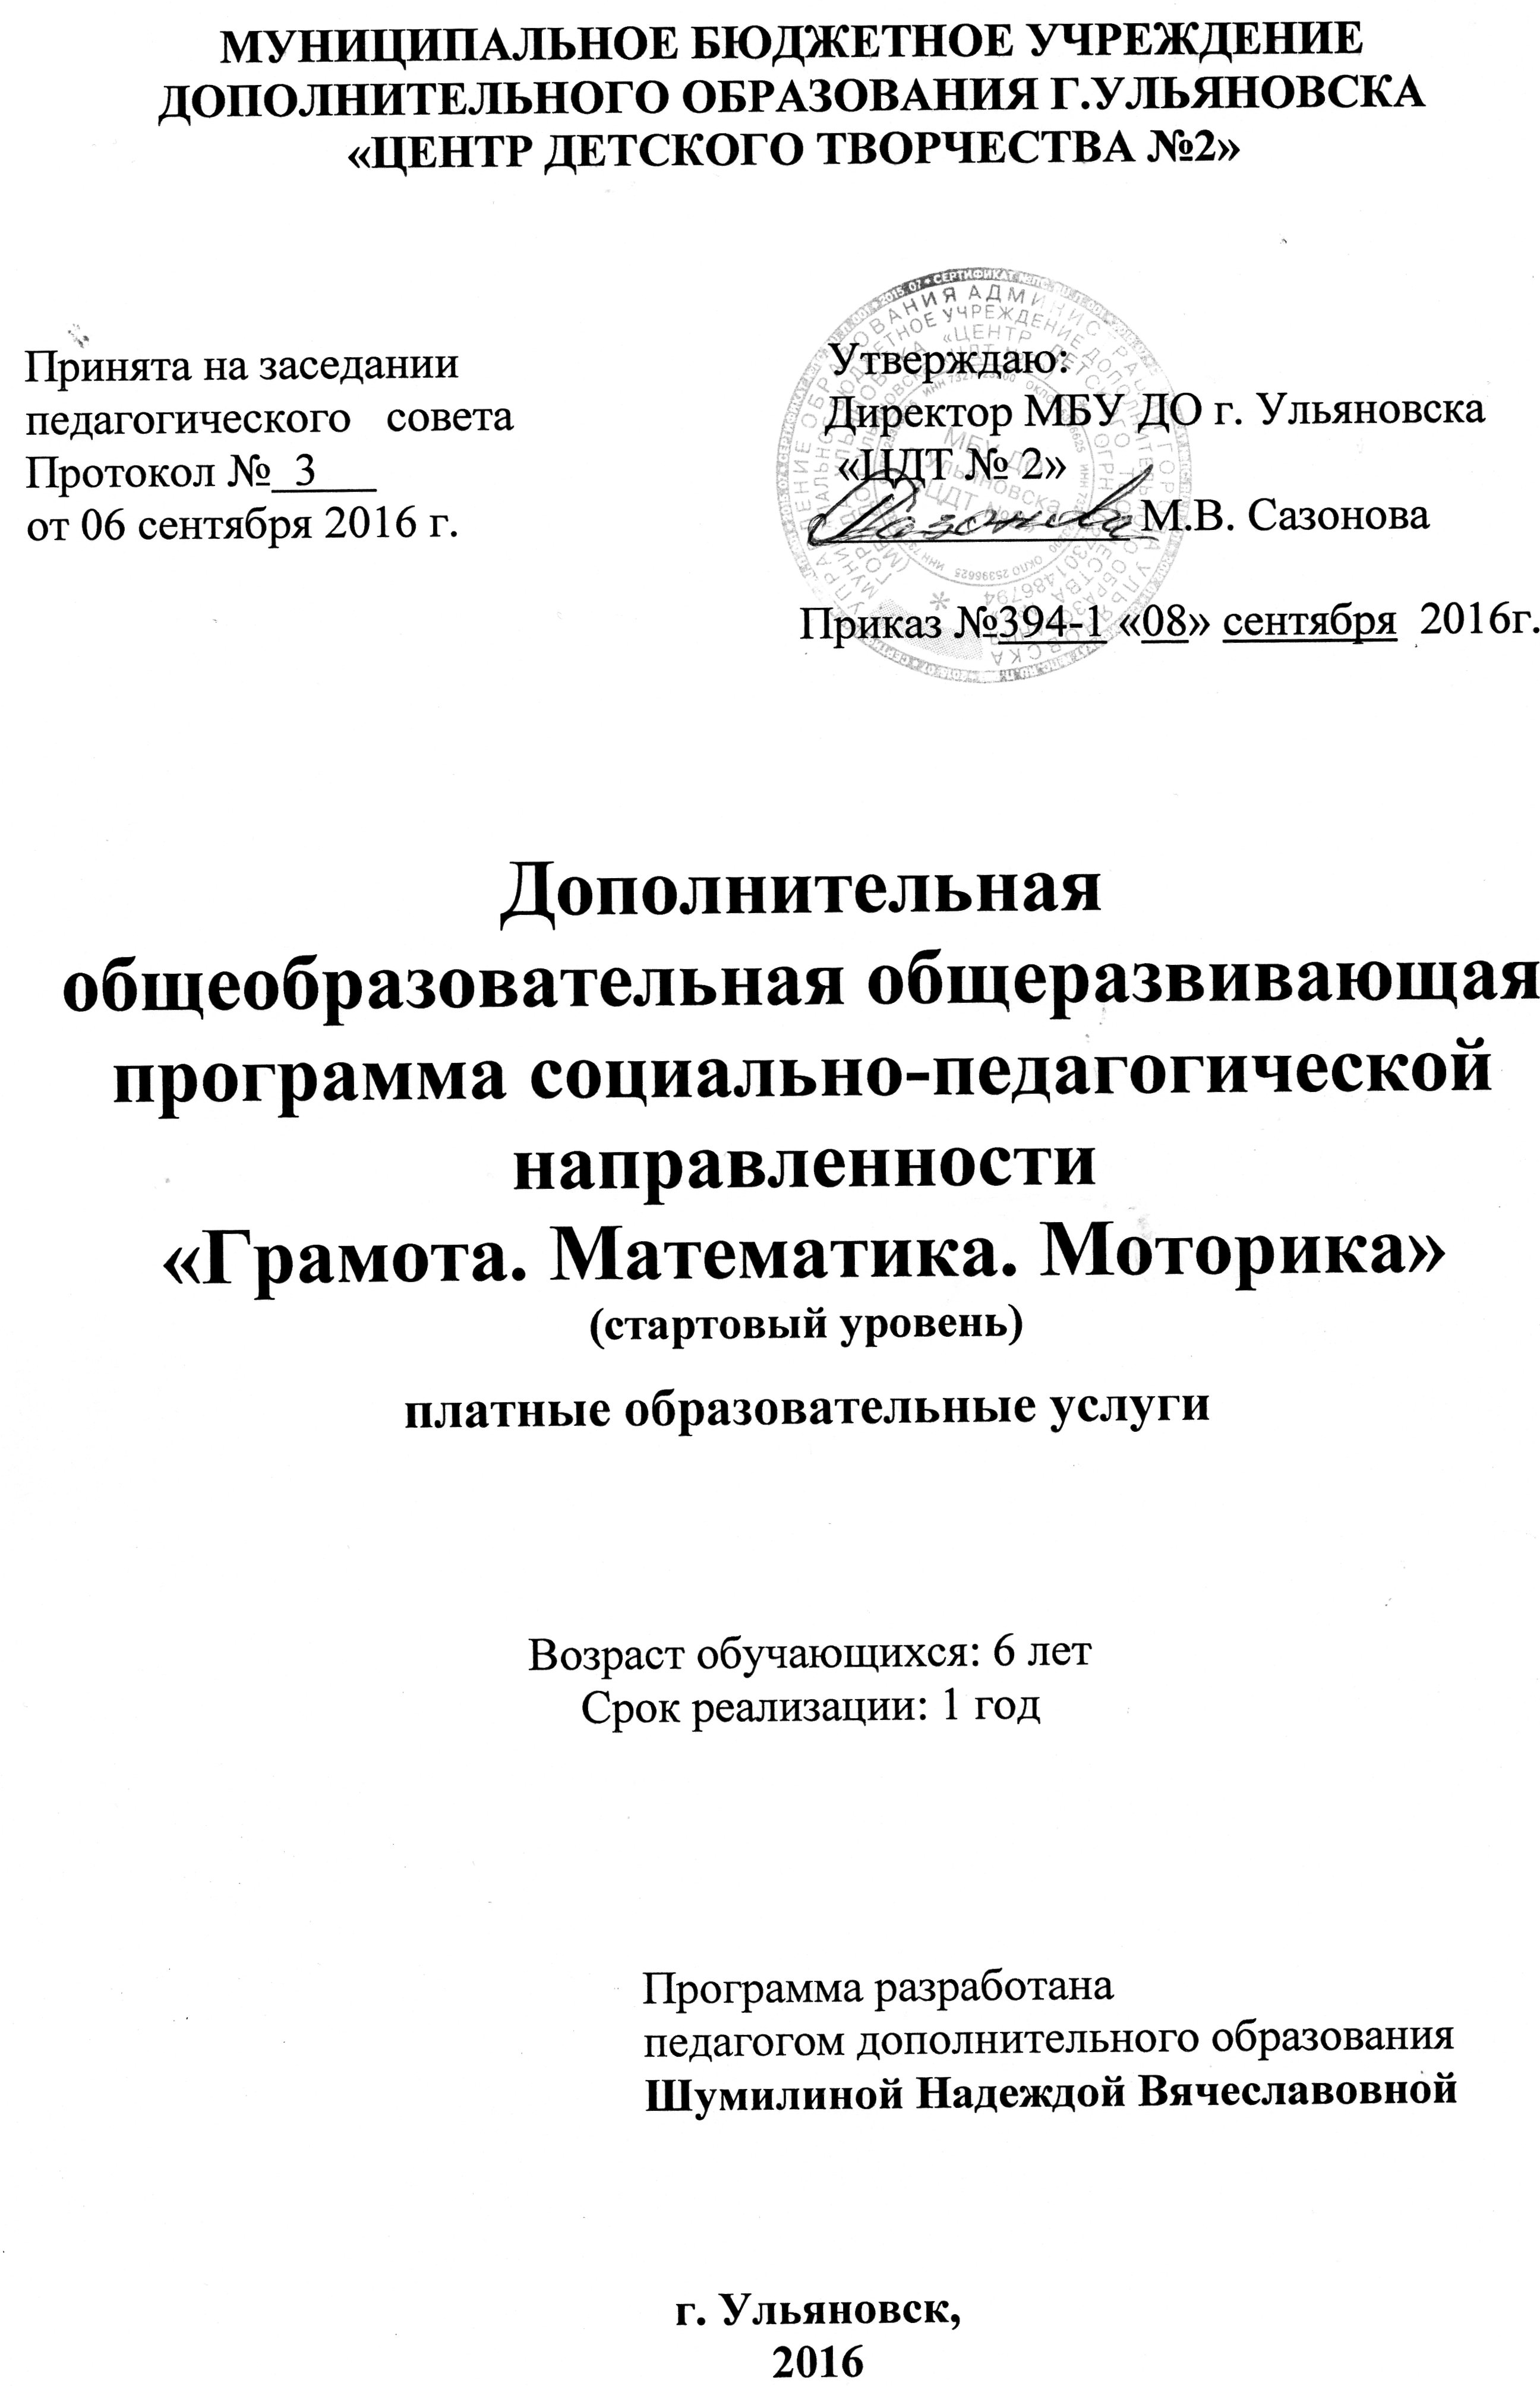 МУНИЦИПАЛЬНОЕ БЮДЖЕТНОЕ УЧРЕЖДЕНИЕ
ДОПОЛНИТЕЛЬНОГО ОБРАЗОВАНИЯ Г.УЛЬЯНОВСКА
«ЦЕНТР ДЕТСКОГО ТВОРЧЕСТВА №2»
Принята на заседании
педагогического совета
Протокол № 3
от 06 сентября 2016 г.
Утверждаю:
Директор МБУ ДО г. Ульяновска
«ЦДТ № 2»
М.В. Сазонова
Приказ №394-1 «08» сентября 2016г.
Дополнительная
общеобразовательная общеразвивающая
программа социально-педагогической
направленности
«Грамота. Математика. Моторика»
(стартовый уровень)
платные образовательные услуги
Возраст обучающихся: 6 лет
Срок реализации: 1 год
Программа разработана
педагогом дополнительного образования
Шумилиной Надеждой Вячеславовной
г. Ульяновск,
2016